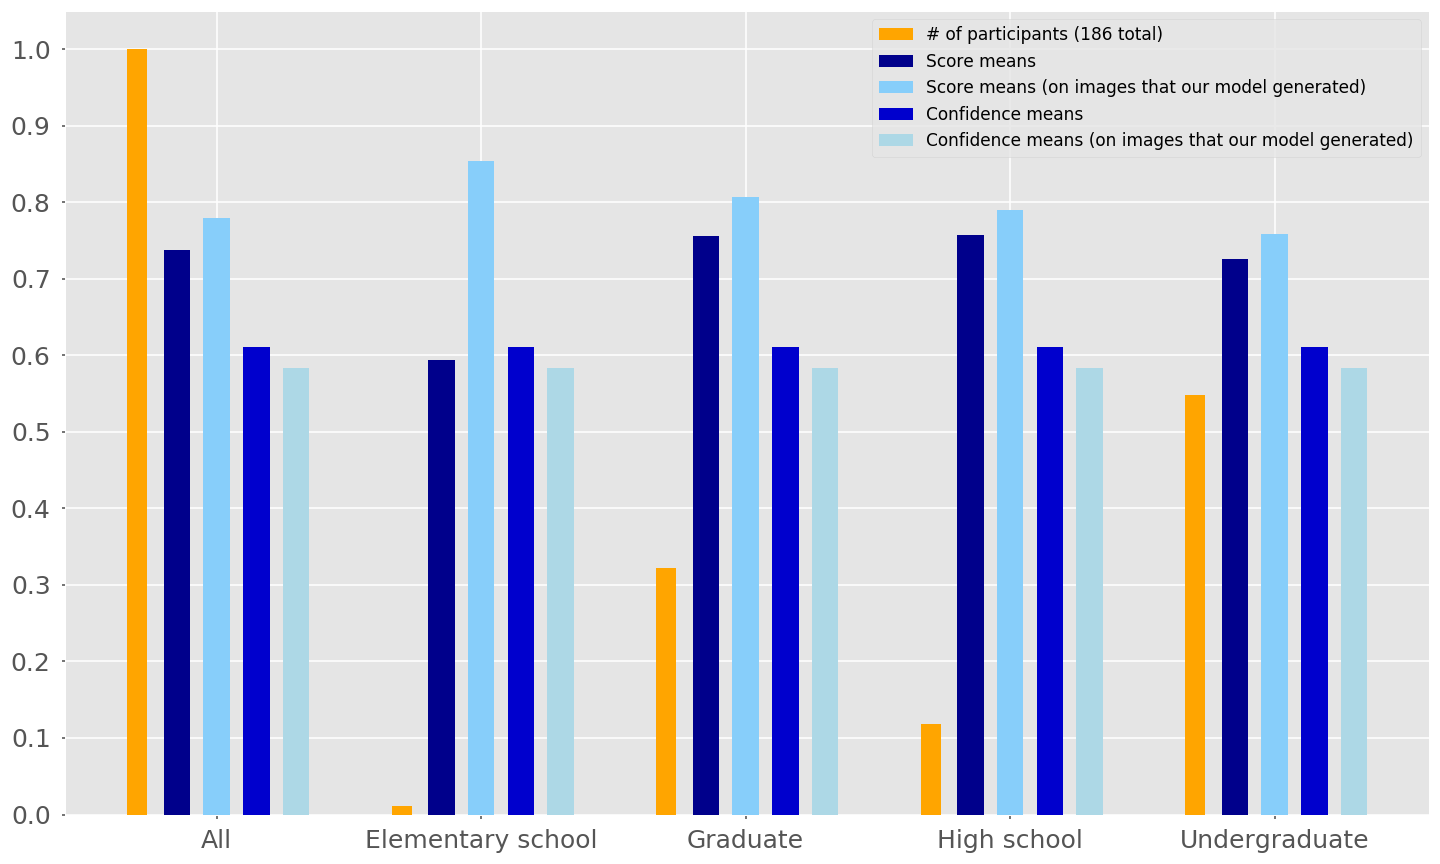 # of participants (186 total)
Score means
Score means (on images that our model generated)
Confidence means
Confidence means (on images that our model generated)
1.0
0.9
0.8
0.7
0.6
0.5
0.4
0.3
0.2
0.1
0.0
All Elementary school Graduate High school Undergraduate